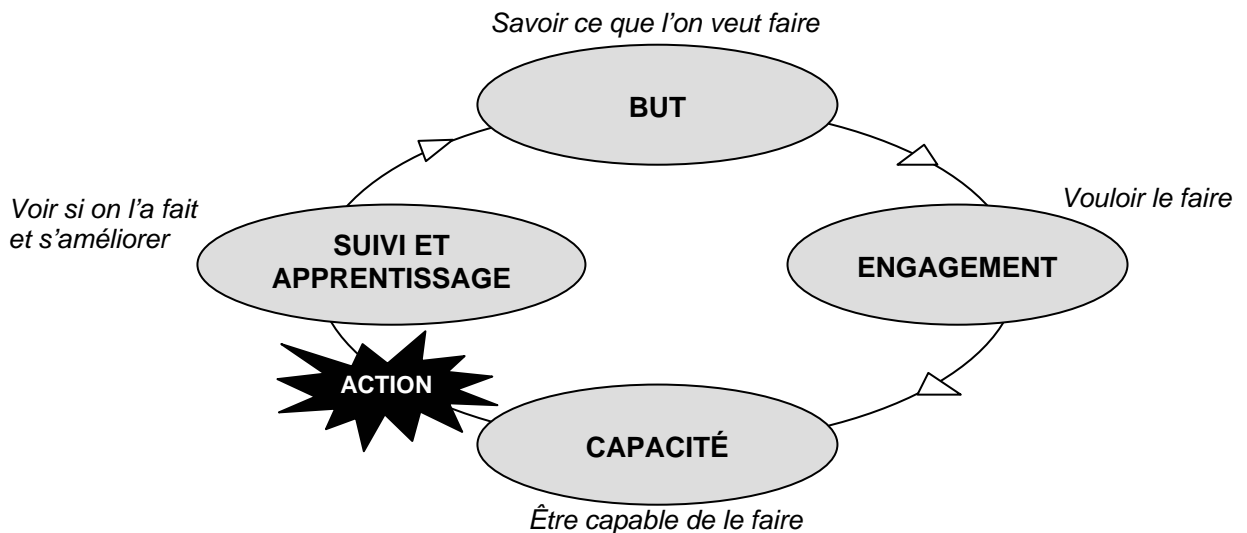 Savoir ce que l'on veut faire
BUT
Voir si on l'a fait
et s'améliorer
Vouloir le faire
SUIVI ET
APPRENTISSAGE
ENGAGEMENT
ACTION
CAPACITÉ
Être capable de le faire